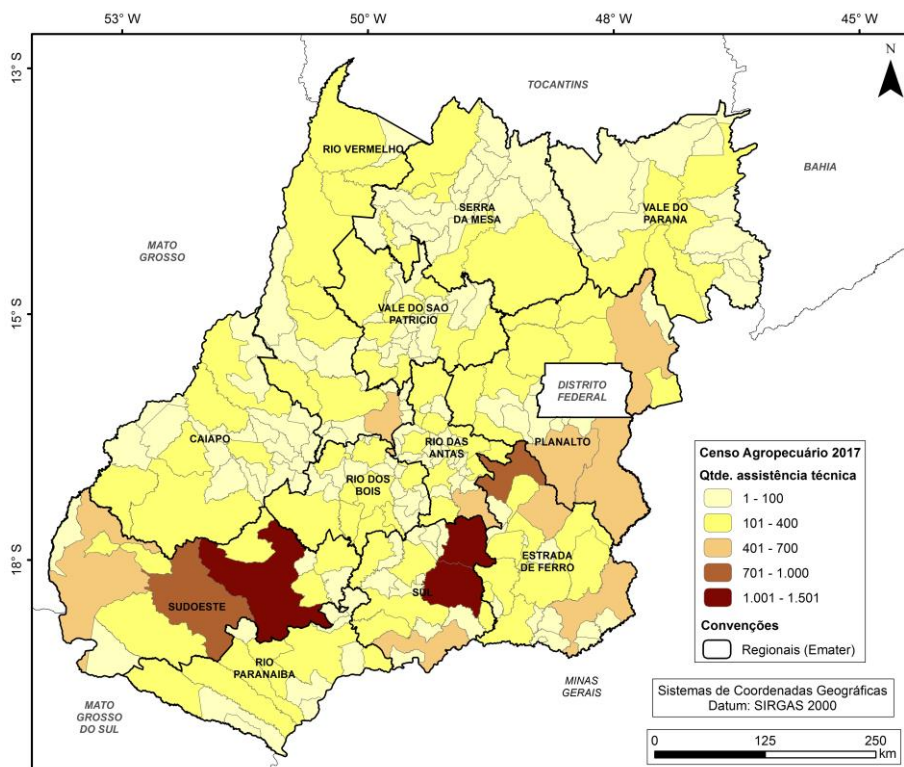 53° W
50° W
48° W
45° W
13° S
15° S
18° S
N
TOCANTINS
BAHIA
MATO
GROSSO
RIO VERMELHO
SERRA
DA MESA
VALE DO
PARANA
VALE DO SAO
PATRICIO
DISTRITO
FEDERAL
CAIAPO
RIO DAS
ANTAS
PLANALTO
RIO DOS
BOIS
ESTRADA
DE FERRO
SUL
SUDOESTE
RIO
PARANAIBA
MATO
GROSSO
DO SUL
MINAS
GERAIS
Censo Agropecuário 2017
Qtde. assistência técnica
1 - 100
101 - 400
401 - 700
701 - 1.000
1.001 - 1.501
Convenções
Regionais (Emater)
Sistemas de Coordenadas Geográficas
Datum: SIRGAS 2000
0 125 250
km